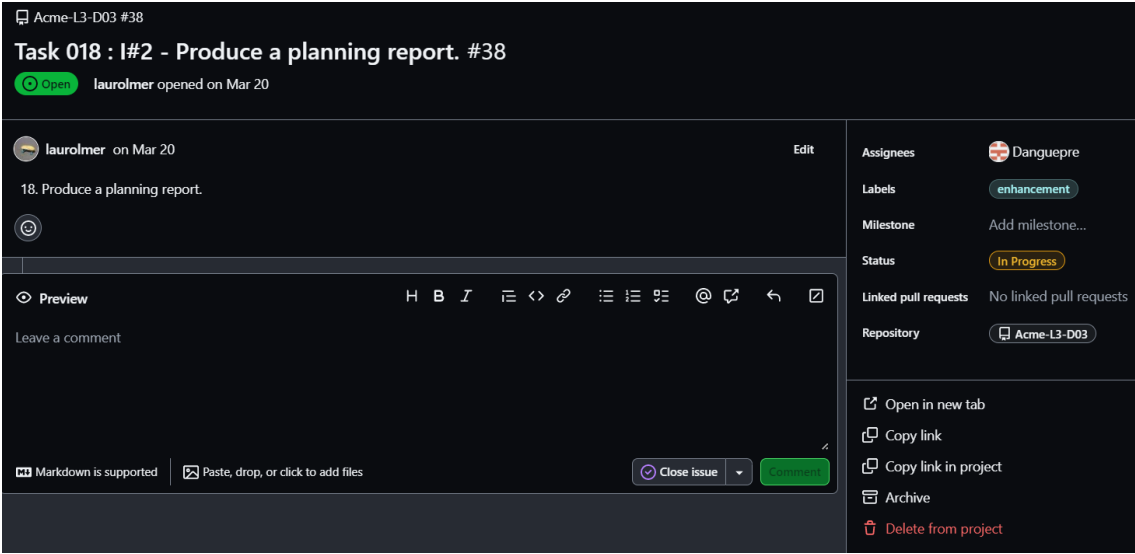 Acme-L3-D03 #38
Task 018 : I#2 - Produce a planning report. #38
Open laurolmer opened on Mar 20
laurolmer on Mar 20 Edit
18. Produce a planning report.
Preview H B I
Leave a comment
Markdown is supported Paste, drop, or click to add files Close issue Comment
Assignees Danguepre
Labels enhancement
Milestone Add milestone...
Status In Progress
Linked pull requests No linked pull requests
Repository Acme-L3-D03
Open in new tab
Copy link
Copy link in project
Archive
Delete from project